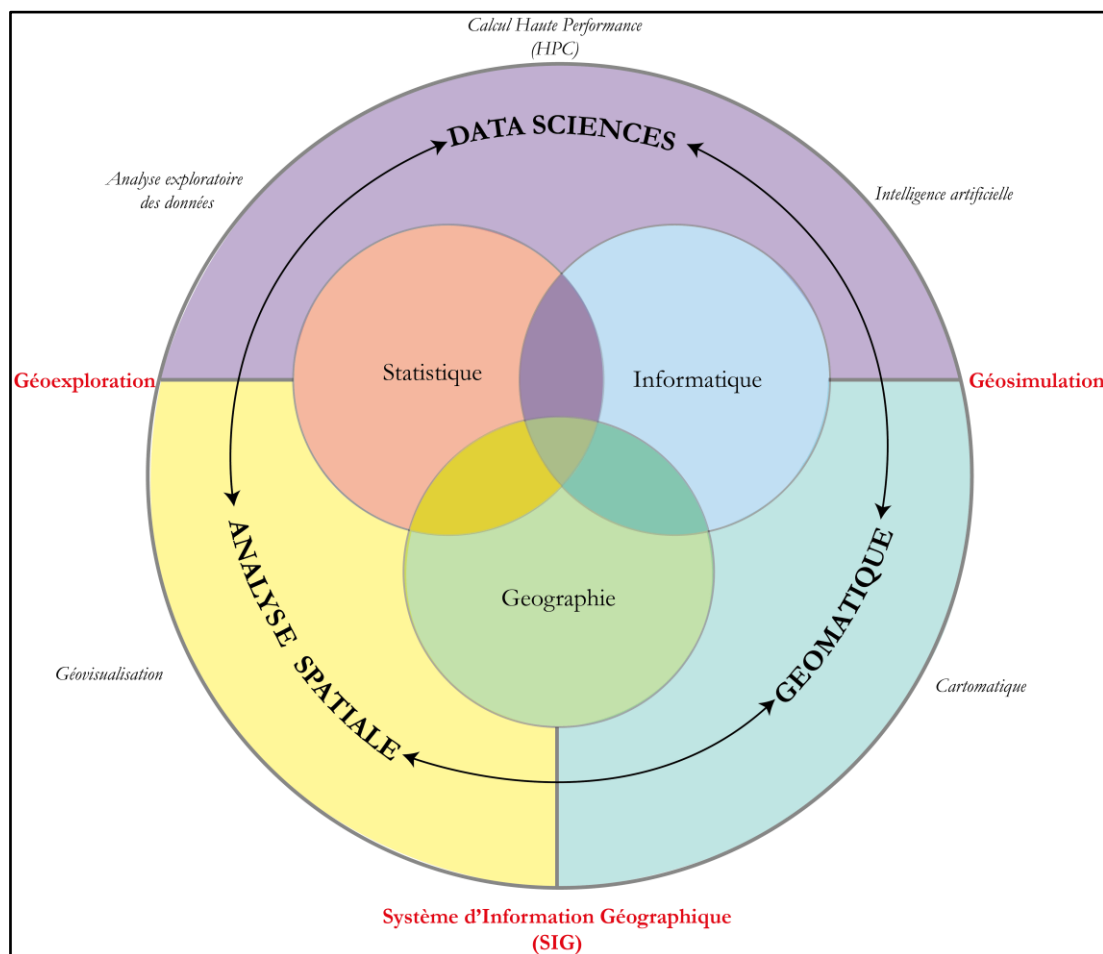 Calcul Haute Performance
(HPC)
DATA SCIENCES
Analyse exploratoire
des données
Intelligence artificielle
Statistique
Informatique
Géoexploration
Géosimulation
Geographie
ANALYSE SPATIALE
GEOMATIQUE
Géovisualisation
Cartomatique
Système d'Information Géographique
(SIG)